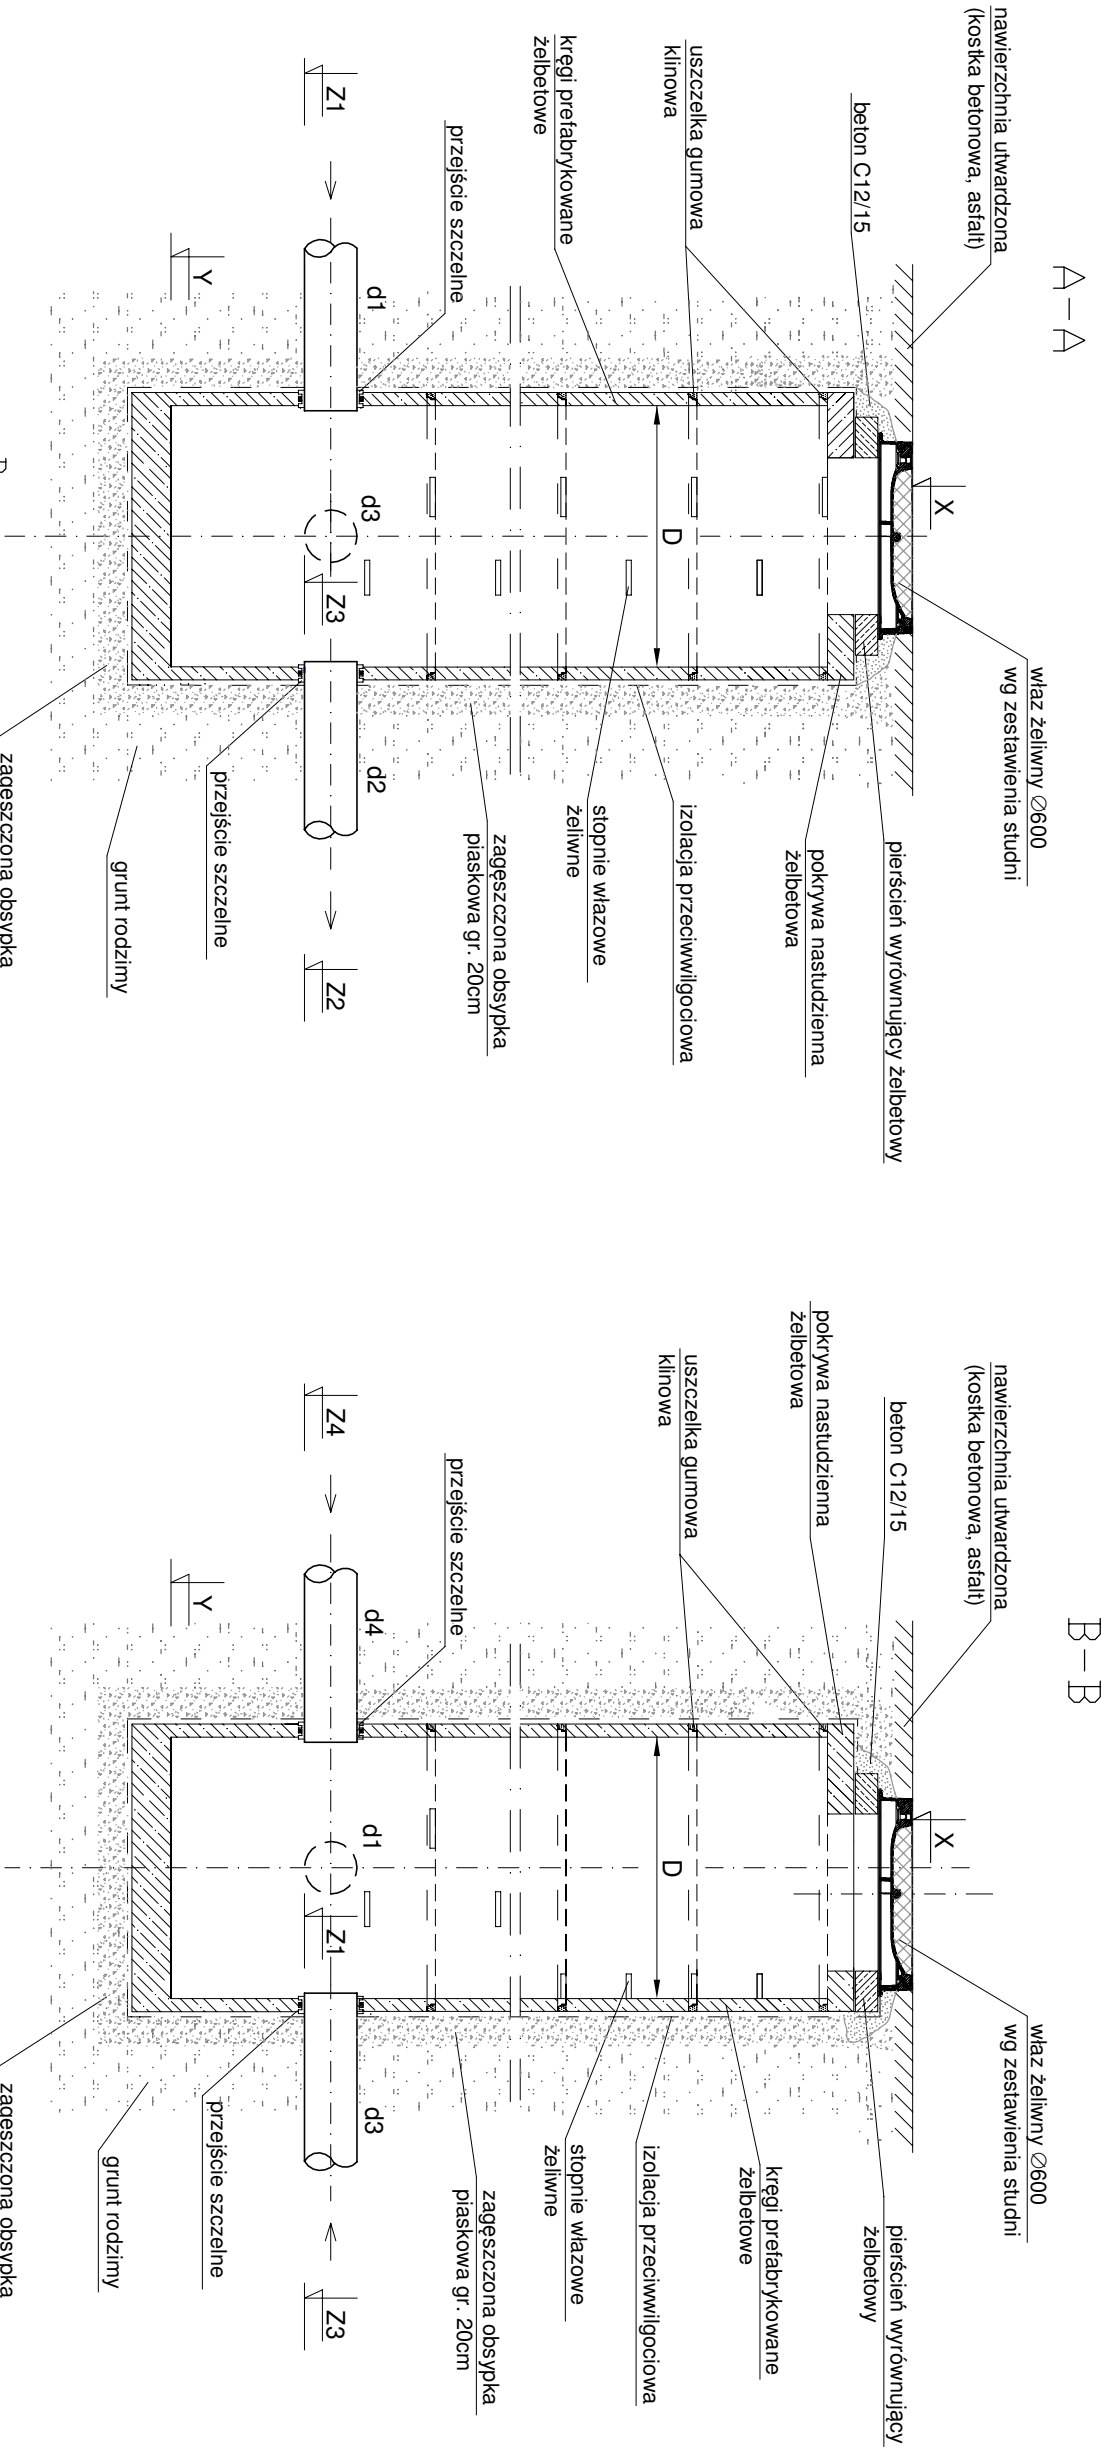 A-A
nawierzchnia utwardzona
(kostka betonowa, asfalt)
beton C12/15
uszczelka gumowa
klinowa
kręgi prefabrykowane
żelbetowe
przejście szczelne
Z1
d1
Y
X
D
d3
Z3
d2
Z2
właz żeliwny ∅600
wg zestawienia studni
pierścień wyrównujący żelbetowy
pokrywa nastudzienna
żelbetowa
izolacja przeciwwilgociowa
stopnie włazowe
żeliwne
zagęszczona obsypka
piaskowa gr. 20cm
przejście szczelne
grunt rodzimy
zagęszczona obsypka
B-B
nawierzchnia utwardzona
(kostka betonowa, asfalt)
beton C12/15
pokrywa nastudzienna
żelbetowa
uszczelka gumowa
klinowa
przejście szczelne
Z4
d4
Y
X
D
d1
Z1
d3
Z3
właz żeliwny ∅600
wg zestawienia studni
pierścień wyrównujący
żelbetowy
kręgi prefabrykowane
żelbetowe
izolacja przeciwwilgociowa
stopnie włazowe
żeliwne
zagęszczona obsypka
piaskowa gr. 20cm
przejście szczelne
grunt rodzimy
zagęszczona obsypka